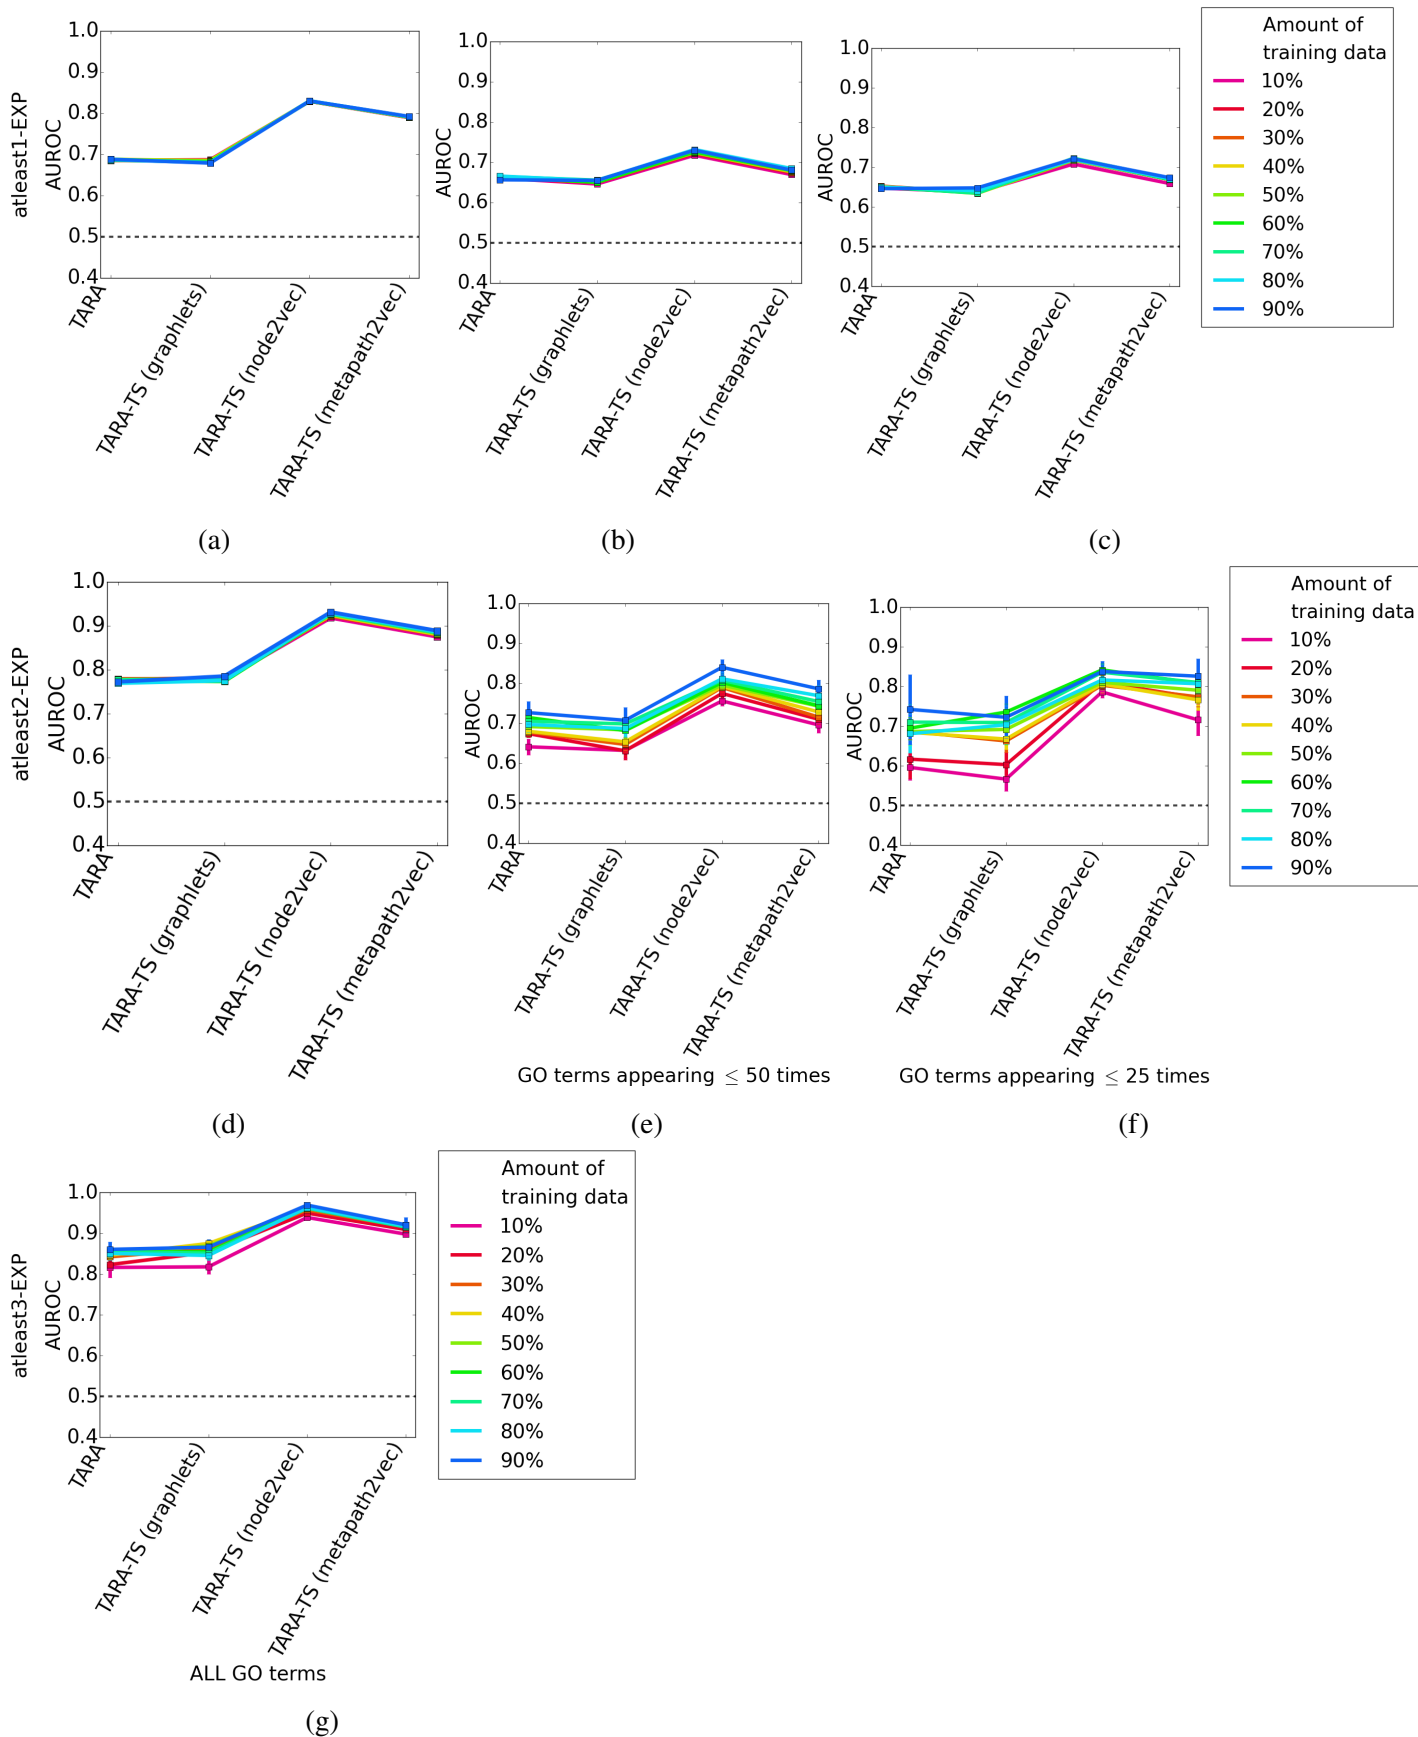 atleast1-EXP
AUROC
1.0
0.9
0.8
0.7
0.6
0.5
0.4
TARA
TARA-TS (graphlets)
TARA-TS (node2vec)
TARA-TS (metapath2vec)
(a)
AUROC
1.0
0.9
0.8
0.7
0.6
0.5
0.4
TARA
TARA-TS (graphlets)
TARA-TS (node2vec)
TARA-TS (metapath2vec)
(b)
AUROC
1.0
0.9
0.8
0.7
0.6
0.5
0.4
TARA
TARA-TS (graphlets)
TARA-TS (node2vec)
TARA-TS (metapath2vec)
(c)
Amount of
training data
10%
20%
30%
40%
50%
60%
70%
80%
90%
atleast2-EXP
AUROC
1.0
0.9
0.8
0.7
0.6
0.5
0.4
TARA
TARA-TS (graphlets)
TARA-TS (node2vec)
TARA-TS (metapath2vec)
(d)
AUROC
1.0
0.9
0.8
0.7
0.6
0.5
0.4
TARA
TARA-TS (graphlets)
TARA-TS (node2vec)
TARA-TS (metapath2vec)
GO terms appearing ≤ 50 times
(e)
AUROC
1.0
0.9
0.8
0.7
0.6
0.5
0.4
TARA
TARA-TS (graphlets)
TARA-TS (node2vec)
TARA-TS (metapath2vec)
GO terms appearing ≤ 25 times
(f)
Amount of
training data
10%
20%
30%
40%
50%
60%
70%
80%
90%
atleast3-EXP
AUROC
1.0
0.9
0.8
0.7
0.6
0.5
0.4
TARA
TARA-TS (graphlets)
TARA-TS (node2vec)
TARA-TS (metapath2vec)
ALL GO terms
(g)
Amount of
training data
10%
20%
30%
40%
50%
60%
70%
80%
90%